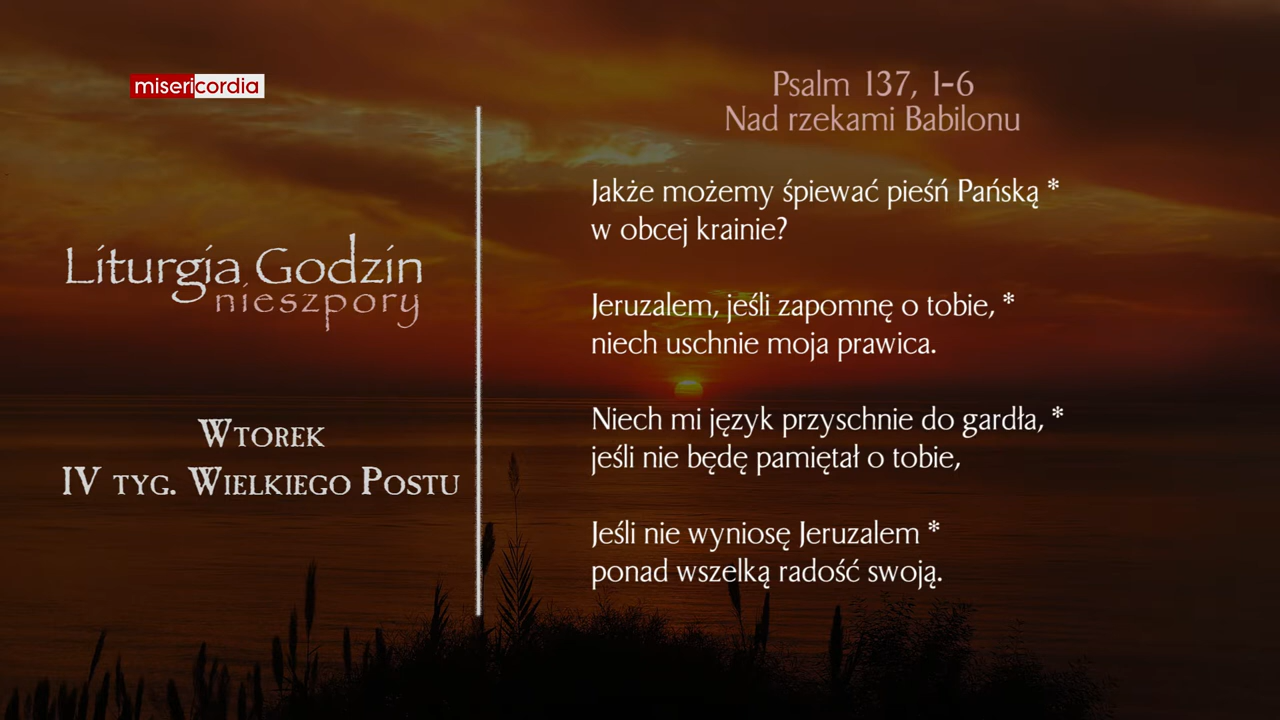 misericordia
Liturgia Godzin
nieszpory
Wtorek
IV tyg. Wielkiego Postu
Psalm 137, 1-6
Nad rzekami Babilonu
Jakże możemy śpiewać pieśń Pańską *
w obcej krainie?
Jeruzalem, jeśli zapomnę o tobie, *
niech uschnie moja prawica.
Niech mi język przyschnie do gardła, *
jeśli nie będę pamiętał o tobie,
Jeśli nie wyniosę Jeruzalem *
ponad wszelką radość swoją.